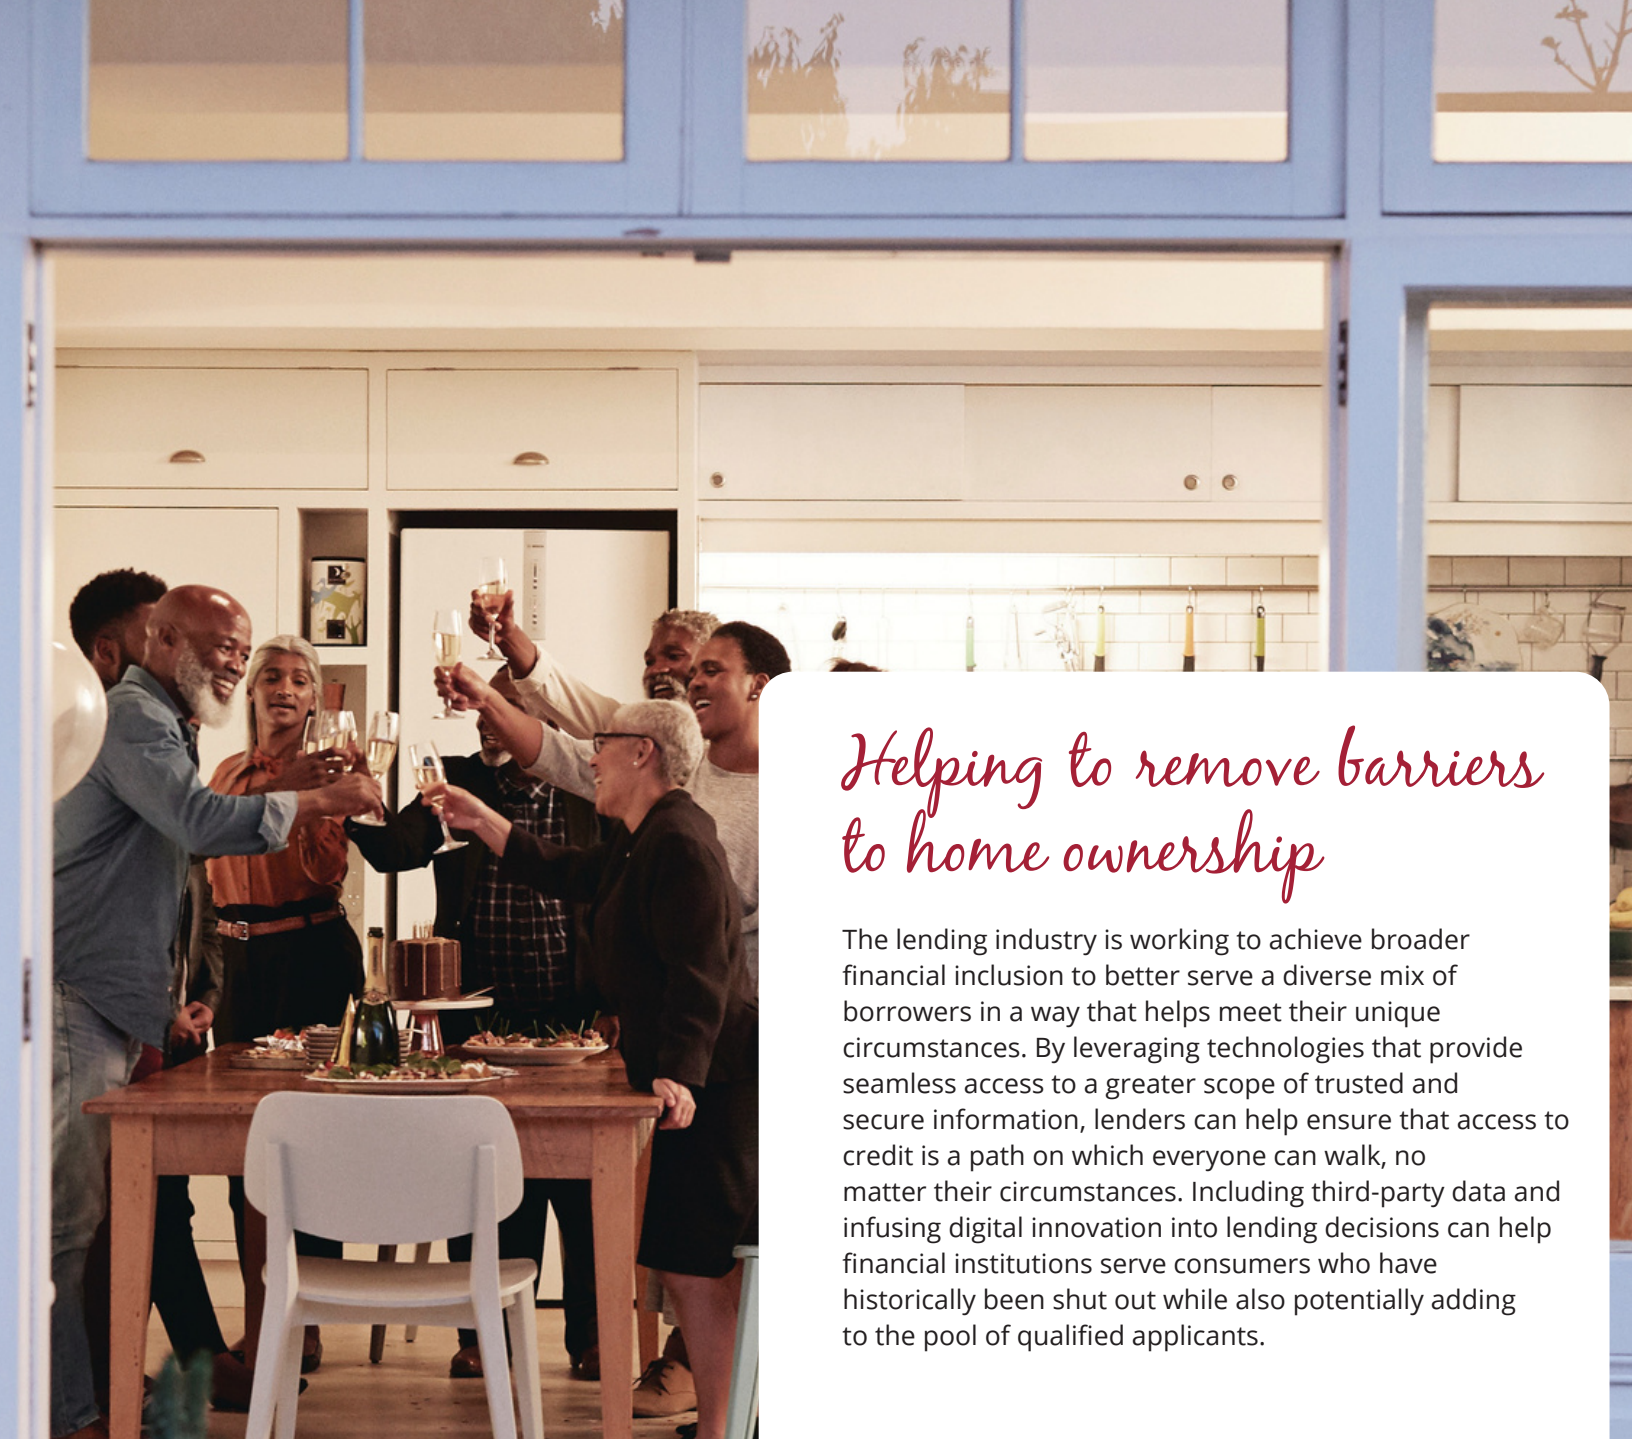 Helping to remove barriers
to home ownership
The lending industry is working to achieve broader
financial inclusion to better serve a diverse mix of
borrowers in a way that helps meet their unique
circumstances. By leveraging technologies that provide
seamless access to a greater scope of trusted and
secure information, lenders can help ensure that access to
credit is a path on which everyone can walk, no
matter their circumstances. Including third-party data and
infusing digital innovation into lending decisions can help
financial institutions serve consumers who have
historically been shut out while also potentially adding
to the pool of qualified applicants.